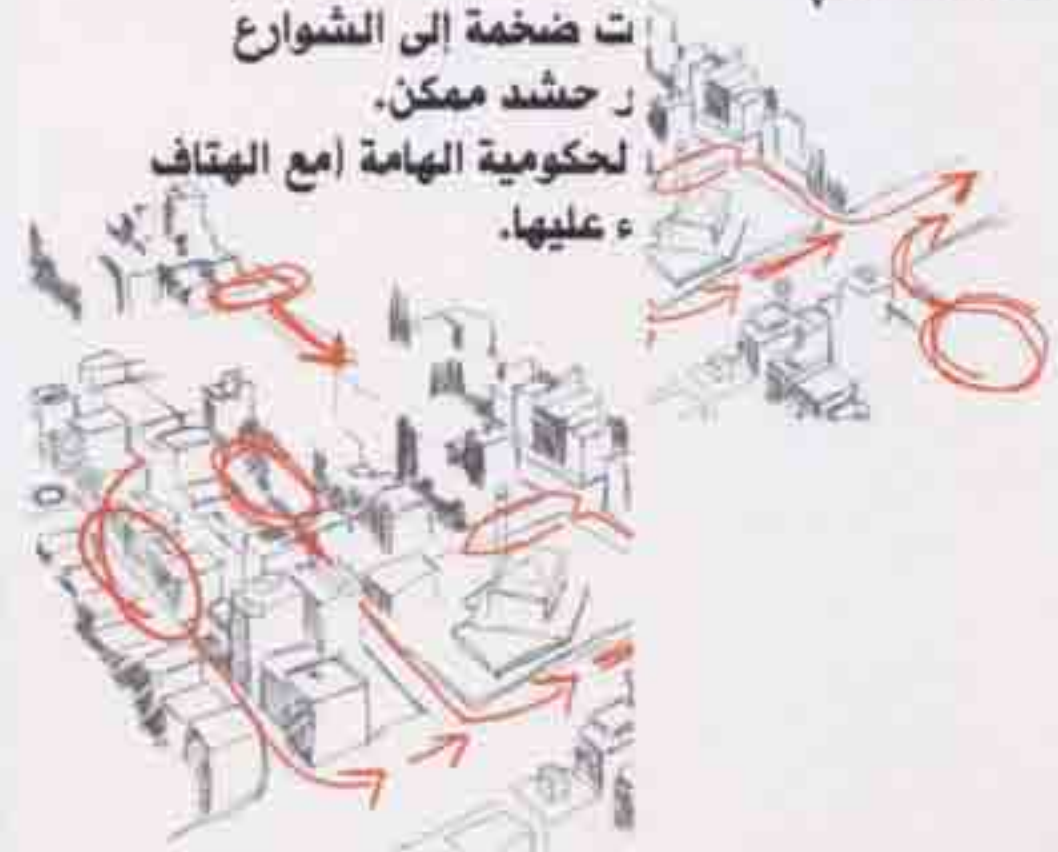 ت ضخمة إلى الشوارع
ر حشد ممكن.
لحكومية الهامة (مع الهتاف
ء عليها.